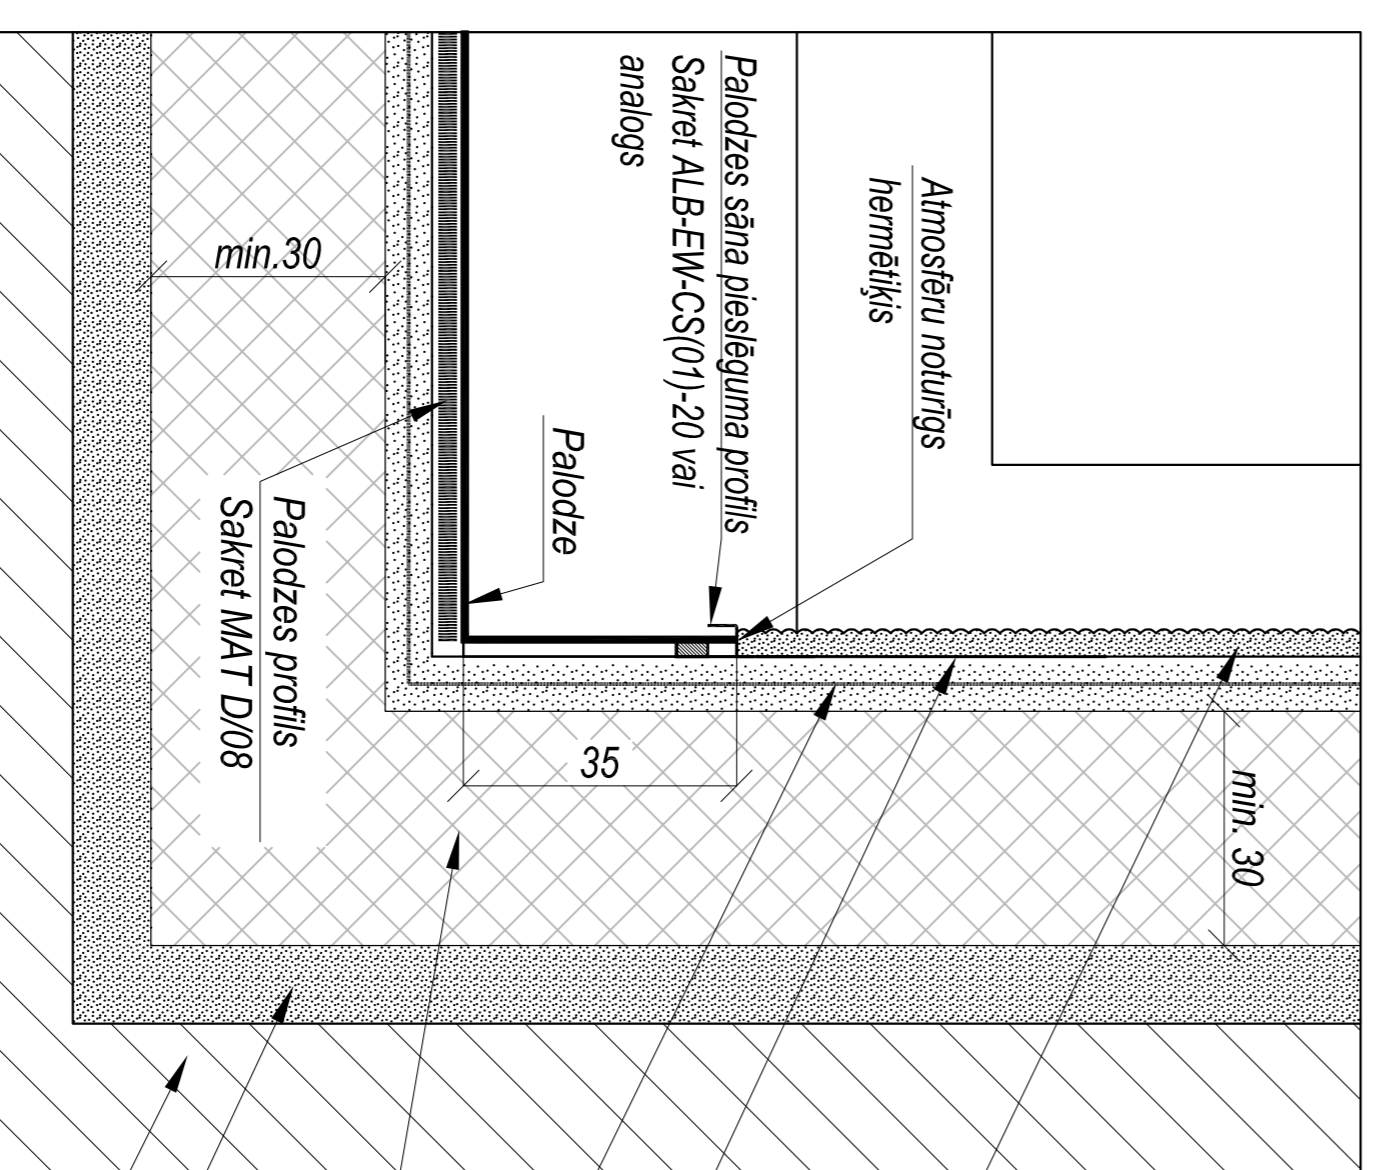 Atmosfēru noturīgs
hermētiķis
Palodzes sāna pieslēguma profils
Sakret ALB-EW-CS(01)-20 vai
analogs
Palodze
min.30
Palodzes profils
Sakret MAT D/08
35
min. 30